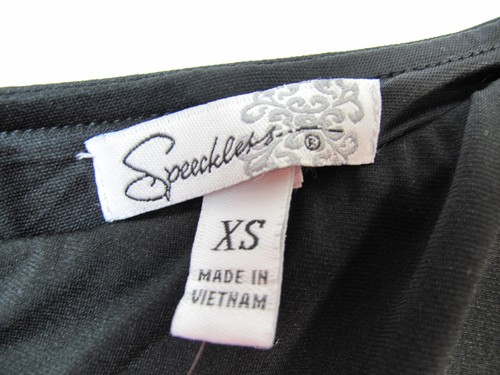 Speechless
®
XS
MADE IN
VIETNAM